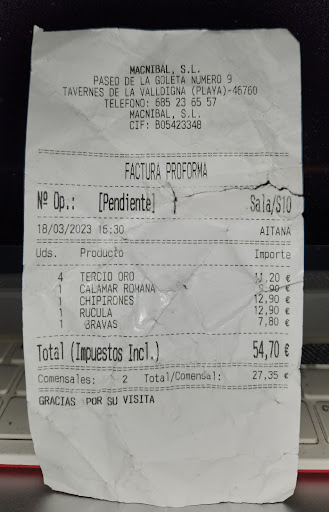 MACNIBAL, S.L.
PASEO DE LA GOLETA NUMERO 9
TAVERNES DE LA VALLDIGNA (PLAYA)-46760
TELEFONO: 685 23 65 57
MACNIBAL, S.L.
CIF: B05423348
FACTURA PROFORMA
Nº Op.: [Pendiente] Sala/S10
18/03/2023 16:30 AITANA
Uds. Producto Importe
4 TERCIO ORO 11,20 €
1 CALAMAR ROMANA 9,90 €
1 CHIPIRONES 12,90 €
1 RUCULA 12,90 €
1 BRAVAS 7,80 €
Total (Impuestos Incl.) 54,70 €
Comensales: 2 Total/Comensal: 27,35 €
GRACIAS POR SU VISITA